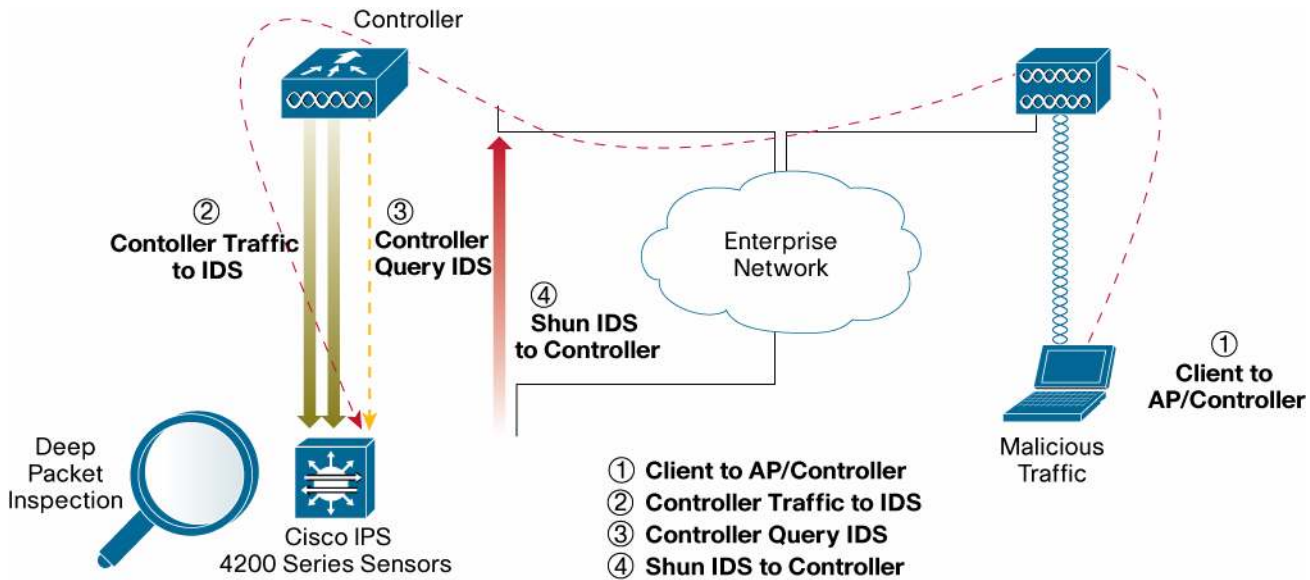 Controller
②
Contoller Traffic
to IDS
③
Controller
Query IDS
④
Shun IDS
to Controller
Enterprise
Network
①
Client to
AP/Controller
Malicious
Traffic
Deep
Packet
Inspection
Cisco IPS
4200 Series Sensors
① Client to AP/Controller
② Controller Traffic to IDS
③ Controller Query IDS
④ Shun IDS to Controller